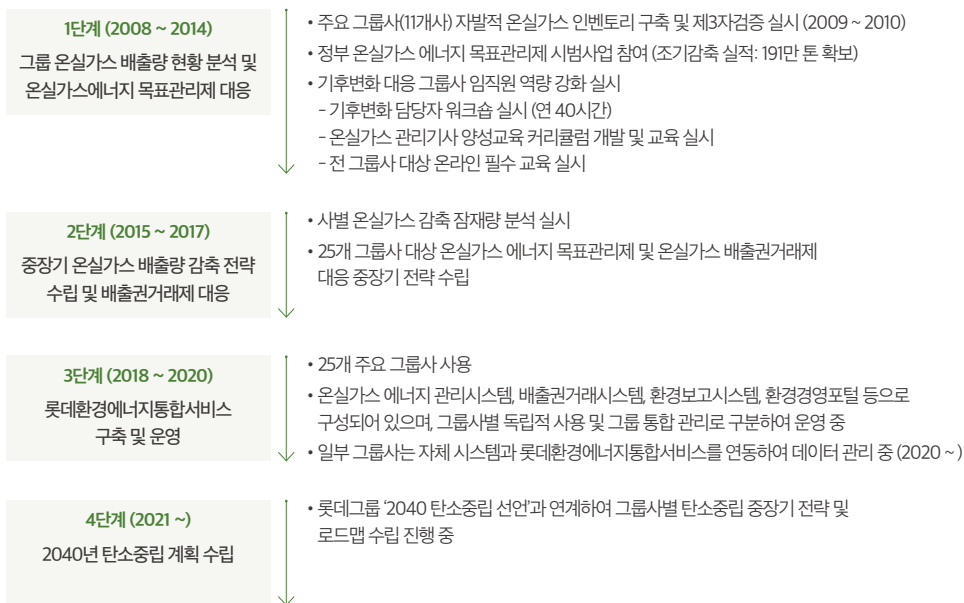 1단계 (2008 ~ 2014)
그룹 온실가스 배출량 현황 분석 및
온실가스에너지 목표관리제 대응
• 주요 그룹사(11개사) 자발적 온실가스 인벤토리 구축 및 제3자검증 실시 (2009 ~ 2010)
• 정부 온실가스 에너지 목표관리제 시범사업 참여 (조기감축 실적: 191만 톤 확보)
• 기후변화 대응 그룹사 임직원 역량 강화 실시
- 기후변화 담당자 워크숍 실시 (연 40시간)
- 온실가스 관리기사 양성교육 커리큘럼 개발 및 교육 실시
- 전 그룹사 대상 온라인 필수 교육 실시
2단계 (2015 ~ 2017)
중장기 온실가스 배출량 감축 전략
수립 및 배출권거래제 대응
• 사별 온실가스 감축 잠재량 분석 실시
• 25개 그룹사 대상 온실가스 에너지 목표관리제 및 온실가스 배출권거래제
대응 중장기 전략 수립
3단계 (2018 ~ 2020)
롯데환경에너지통합서비스
구축 및 운영
• 25개 주요 그룹사 사용
• 온실가스 에너지 관리시스템, 배출권거래시스템, 환경보고시스템, 환경경영포털 등으로
구성되어 있으며, 그룹사별 독립적 사용 및 그룹 통합 관리로 구분하여 운영 중
• 일부 그룹사는 자체 시스템과 롯데환경에너지통합서비스를 연동하여 데이터 관리 중 (2020 ~ )
4단계 (2021 ~)
2040년 탄소중립 계획 수립
• 롯데그룹 ‘2040 탄소중립 선언’과 연계하여 그룹사별 탄소중립 중장기 전략 및
로드맵 수립 진행 중